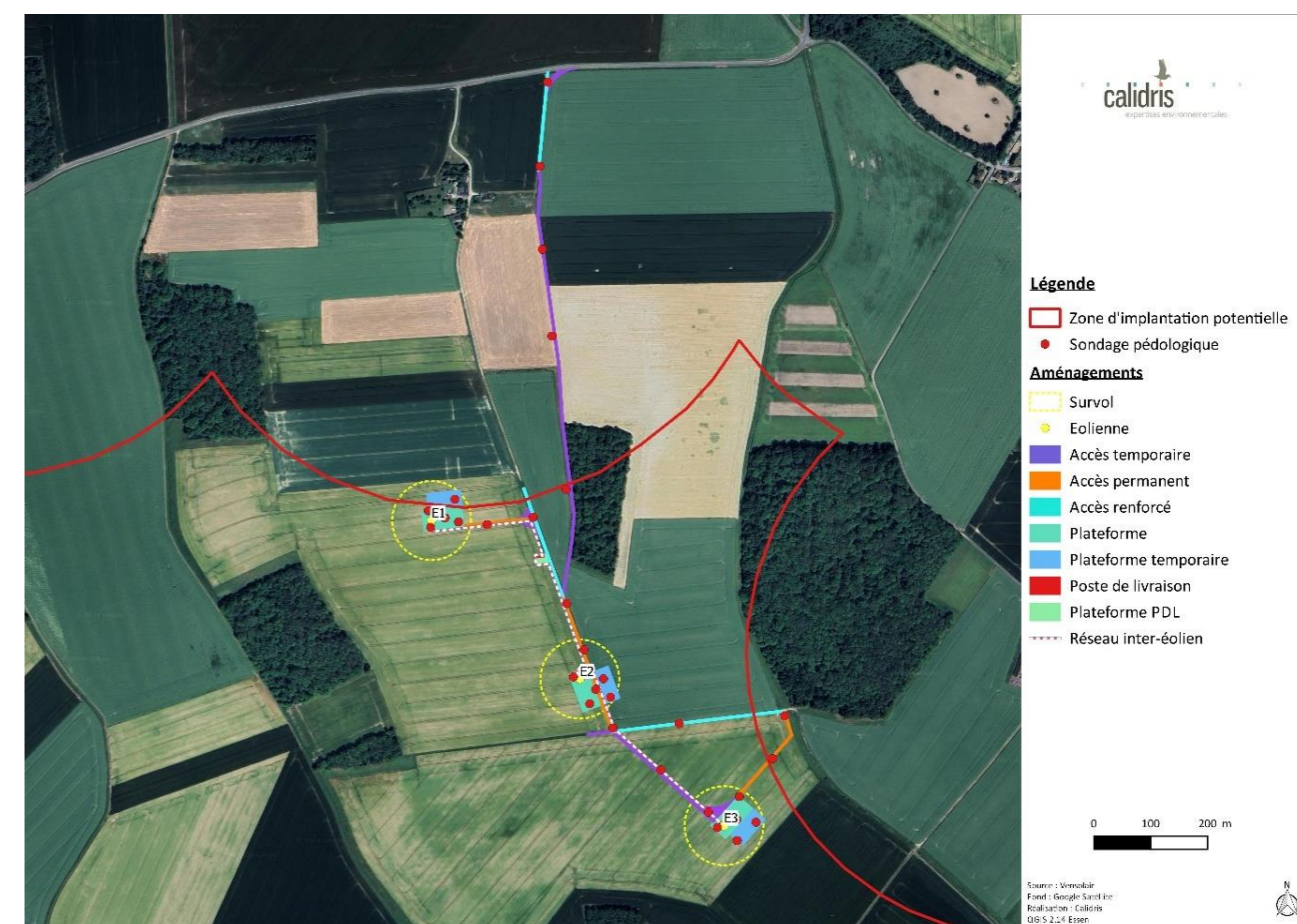 calidris
expertises environnementales
Légende
Zone d'implantation potentielle
Sondage pédologique
Aménagements
Survol
Eolienne
Accès temporaire
Accès permanent
Accès renforcé
Plateforme
Plateforme temporaire
Poste de livraison
Plateforme PDL
Réseau inter-éolien
E1
E2
E3
0 100 200 m
Source : Vensolair
Fond : Google Satellite
Réalisation : Calidris
QGIS 2.14 Essen
N